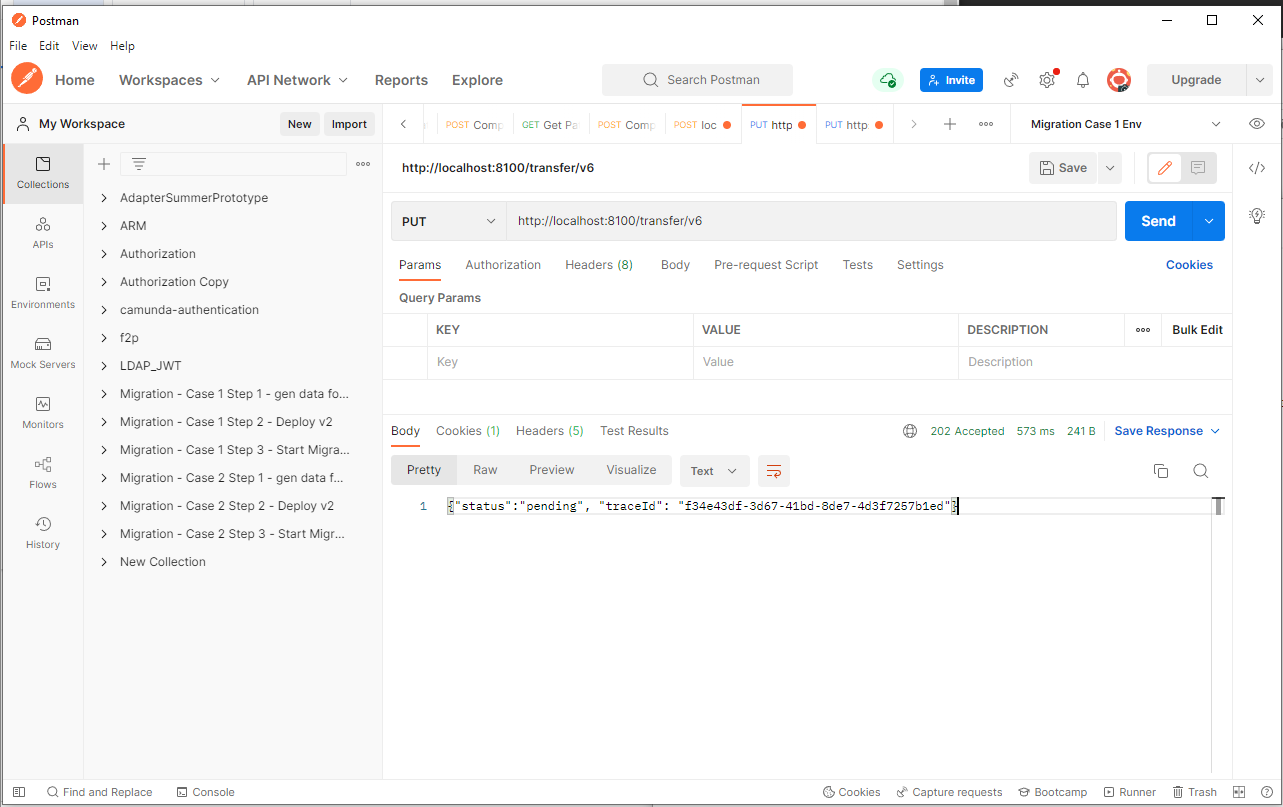 Postman
File Edit View Help
Home Workspaces API Network Reports Explore Search Postman Invite Upgrade
My Workspace New Import
POST Comp GET Get Pa POST Comp POST loc PUT http PUT http Migration Case 1 Env
Collections
APIs
Environments
Mock Servers
Monitors
Flows
History
AdapterSummerPrototype
ARM
Authorization
Authorization Copy
camunda-authentication
f2p
LDAP_JWT
Migration - Case 1 Step 1 - gen data fo...
Migration - Case 1 Step 2 - Deploy v2
Migration - Case 1 Step 3 - Start Migra...
Migration - Case 2 Step 1 - gen data f...
Migration - Case 2 Step 2 - Deploy v2
Migration - Case 2 Step 3 - Start Migr...
New Collection
http://localhost:8100/transfer/v6 Save
PUT http://localhost:8100/transfer/v6 Send
Params Authorization Headers (8) Body Pre-request Script Tests Settings Cookies
Query Params
KEY VALUE DESCRIPTION Bulk Edit
Key Value Description
Body Cookies (1) Headers (5) Test Results 202 Accepted 573 ms 241 B Save Response
Pretty Raw Preview Visualize Text
1 {"status":"pending", "traceId": "f34e43df-3d67-41bd-8de7-4d3f7257b1ed"}
Find and Replace Console Cookies Capture requests Bootcamp Runner Trash